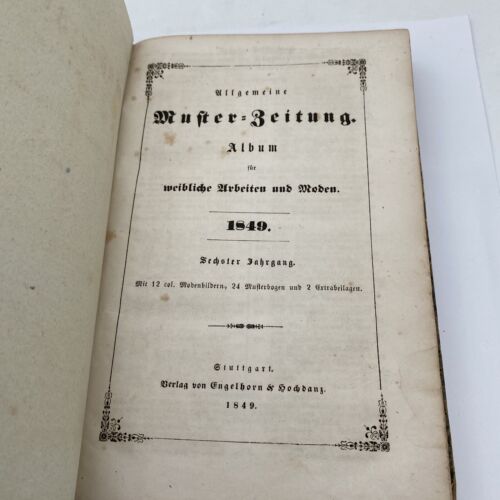 Allgemeine
Muster-Zeitung.
Album
für
weibliche Arbeiten und Moden.
1849.
Sechster Jahrgang.
Mit 12 col. Modenbildern, 24 Musterbogen und 2 Extrabeilagen.
Stuttgart.
Verlag von Engelhorn & Hochdanz.
1849.